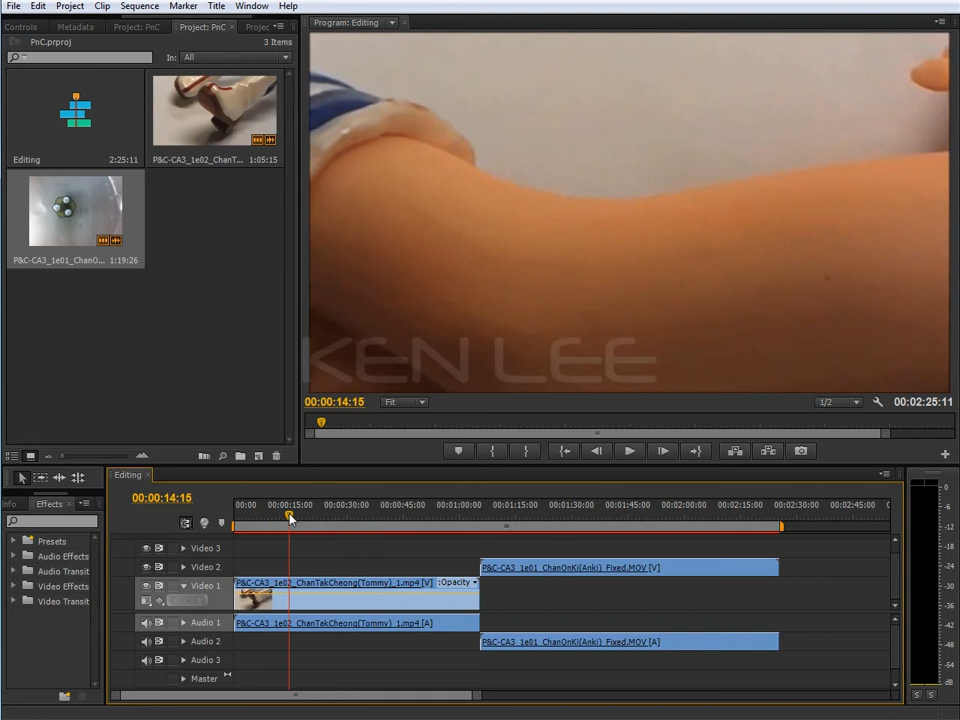 File Edit Project Clip Sequence Marker Title Window Help
Controls Metadata Project: PnC Project: PnC × Projec
Program: Editing
PnC.prproj 3 Items
In: All
Editing 2:25:11
P&C-CA3_1e02_ChanT... 1:05:15
P&C-CA3_1e01_ChanO... 1:19:26
KEN LEE
00:00:14:15 Fit 1/2 00:02:25:11
Info Effects
Presets
Audio Effects
Audio Transit
Video Effects
Video Transit
Editing
00:00:14:15
00:00 00:00:15:00 00:00:30:00 00:00:45:00 00:01:00:00 00:01:15:00 00:01:30:00 00:01:45:00 00:02:00:00 00:02:15:00 00:02:30:00 00:02:45:00
Video 3
Video 2 P&C-CA3_1e01_ChanOnKi(Anki)_Fixed.MOV [V]
Video 1 P&C-CA3_1e02_ChanTakCheong(Tommy)_1.mp4 [V] :Opacity
Audio 1 P&C-CA3_1e02_ChanTakCheong(Tommy)_1.mp4 [A]
Audio 2 P&C-CA3_1e01_ChanOnKi(Anki)_Fixed.MOV [A]
Audio 3
Master
0
-6
-12
-18
-24
-30
-36
-42
-48
-54
dB
S S